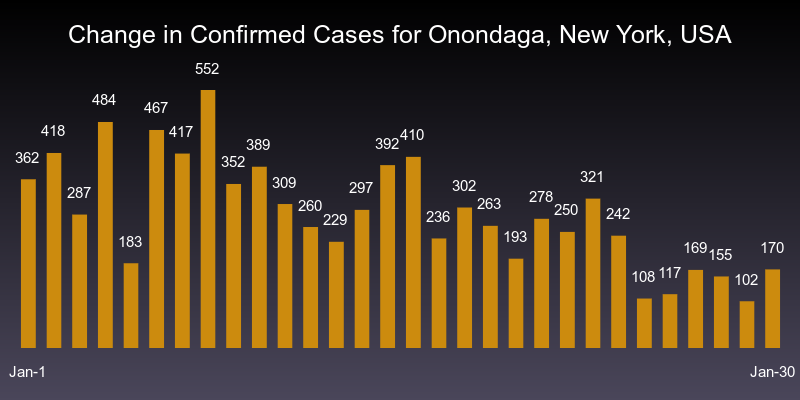 Change in Confirmed Cases for Onondaga, New York, USA
362 418 287 484 183 467 417 552 352 389 309 260 229 297 392 410 236 302 263 193 278 250 321 242 108 117 169 155 102 170
Jan-1 Jan-30